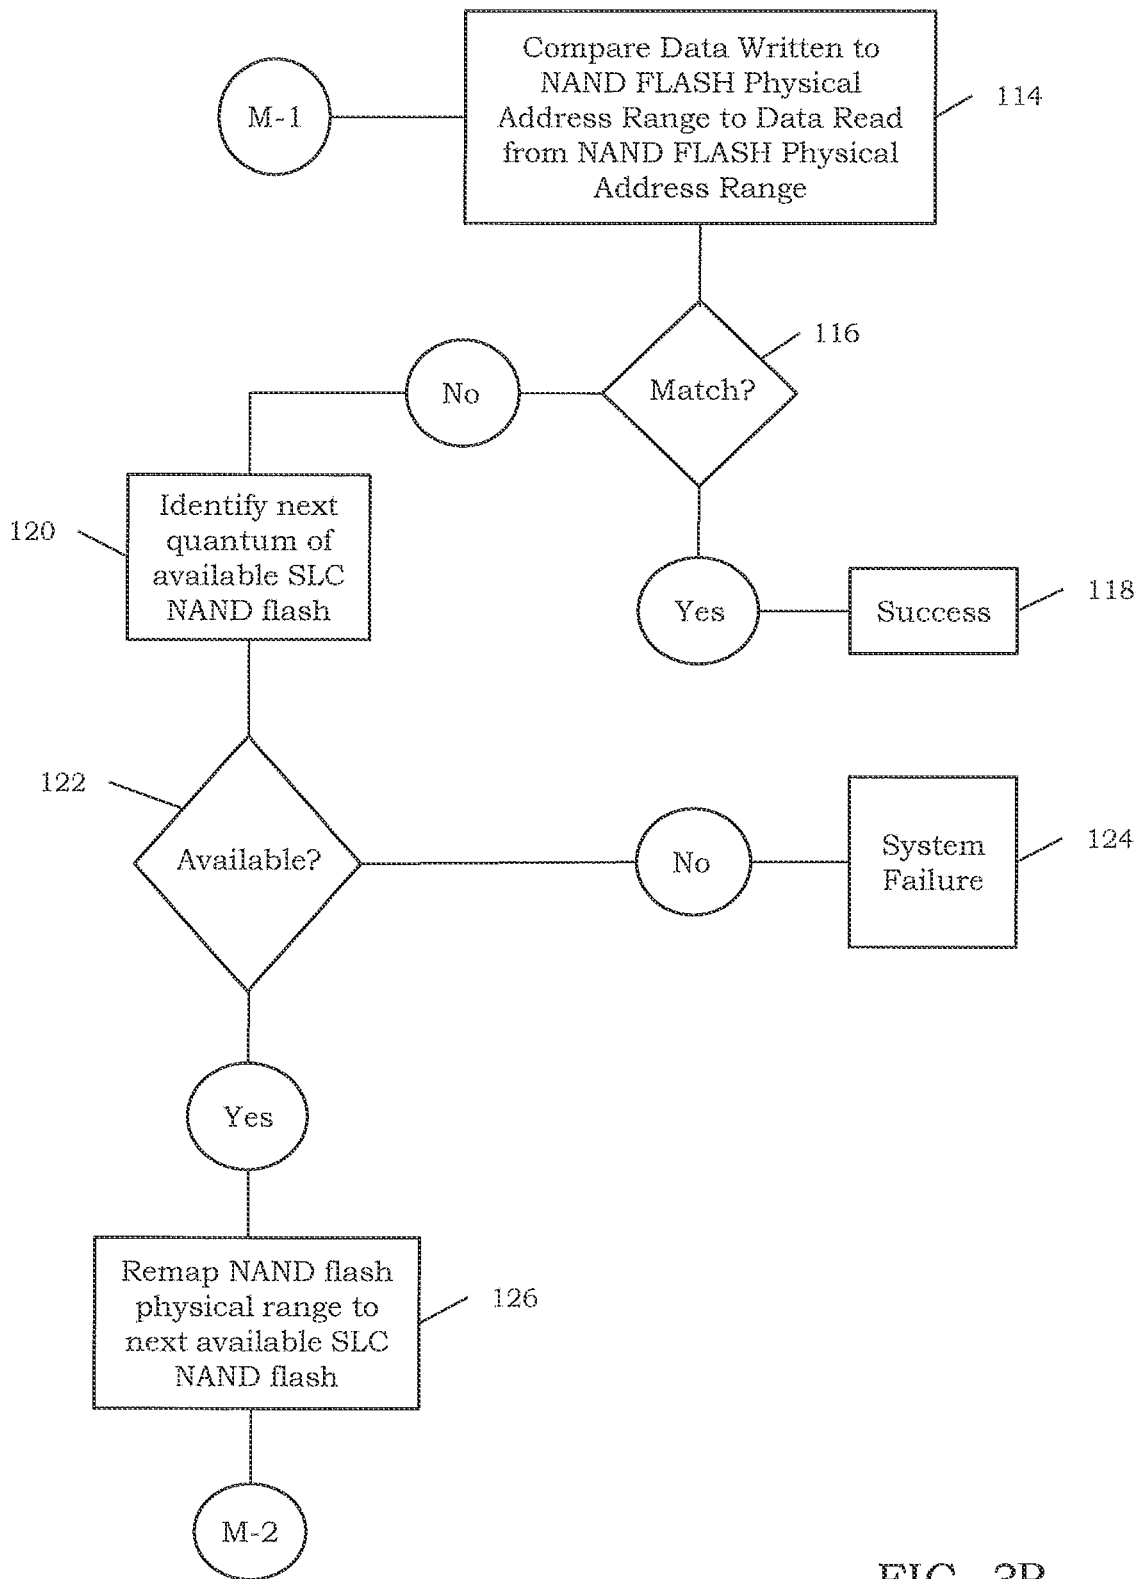 M-1
Compare Data Written to
NAND FLASH Physical
Address Range to Data Read
from NAND FLASH Physical
Address Range
114
116
Match?
No
120
Identify next
quantum of
available SLC
NAND flash
Yes
Success
118
122
Available?
No
System
Failure
124
Yes
Remap NAND flash
physical range to
next available SLC
NAND flash
126
M-2
FIG. 3B